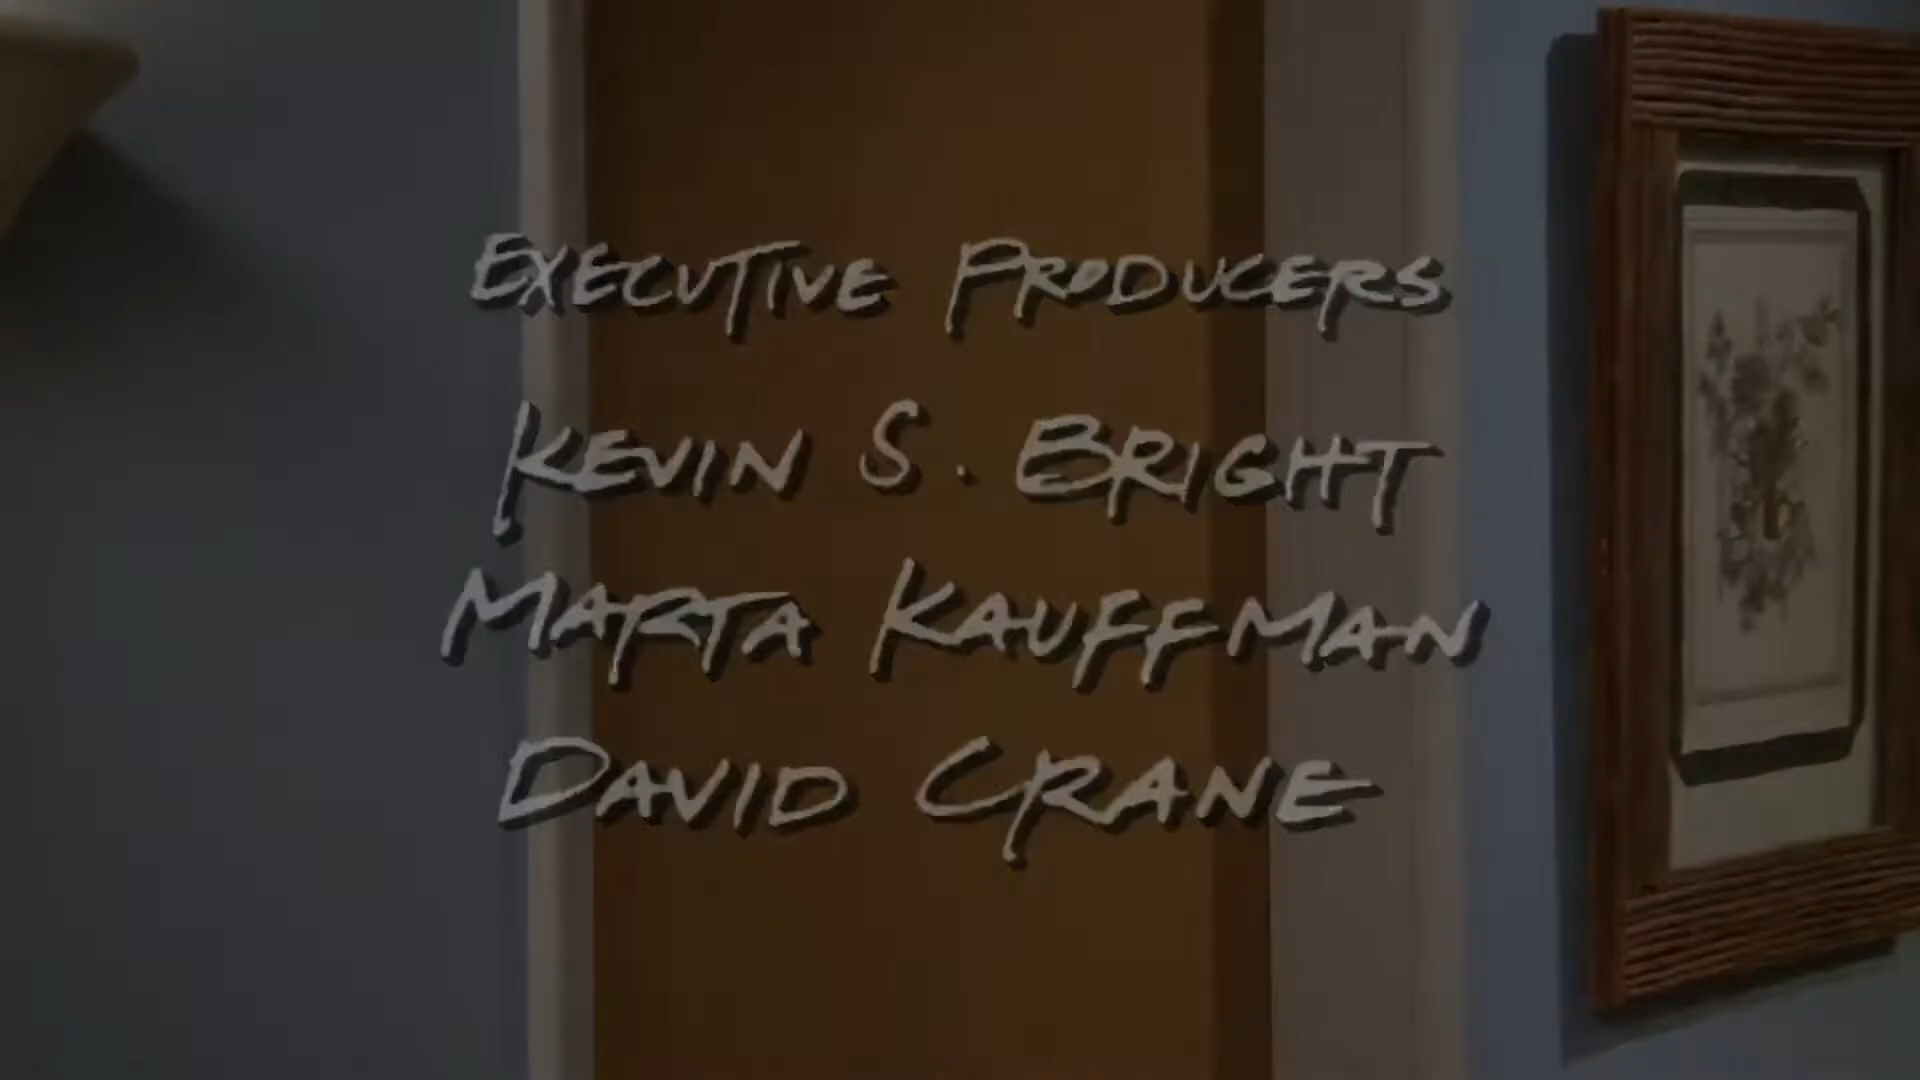 EXECUTIVE PRODUCERS
KEVIN S. BRIGHT
MARTA KAUFFMAN
DAVID CRANE